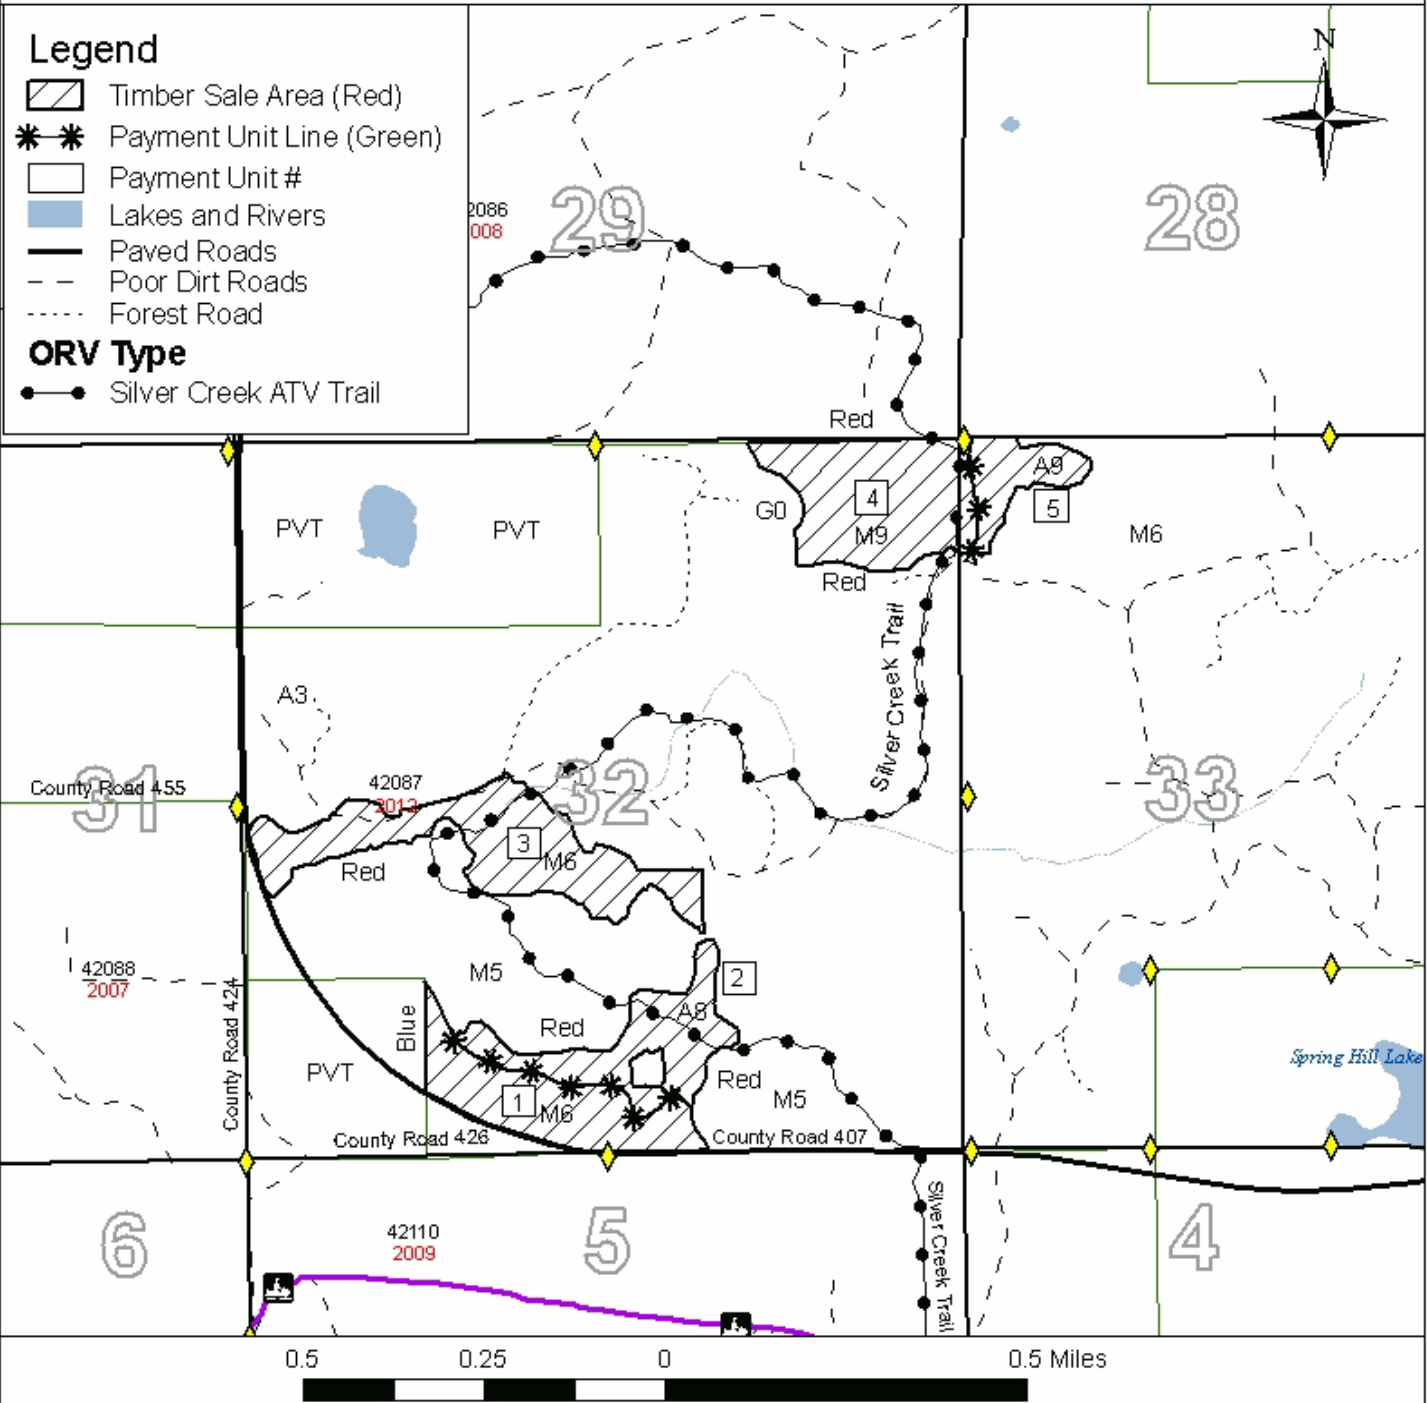 Legend
Timber Sale Area (Red)
Payment Unit Line (Green)
Payment Unit #
Lakes and Rivers
Paved Roads
Poor Dirt Roads
Forest Road
ORV Type
Silver Creek ATV Trail
N
2086
008
29
28
Red
A9
4
5
G0
M9
M6
PVT
PVT
Red
Silver Creek Trail
A3
31
County Road 455
42087
2012
32
33
3
M6
Red
42088
2007
M5
2
A8
Blue
Red
County Road 424
PVT
Red
M5
1
M6
Spring Hill Lake
County Road 426
County Road 407
6
42110
2009
5
4
Silver Creek Trail
0.5 0.25 0 0.5 Miles